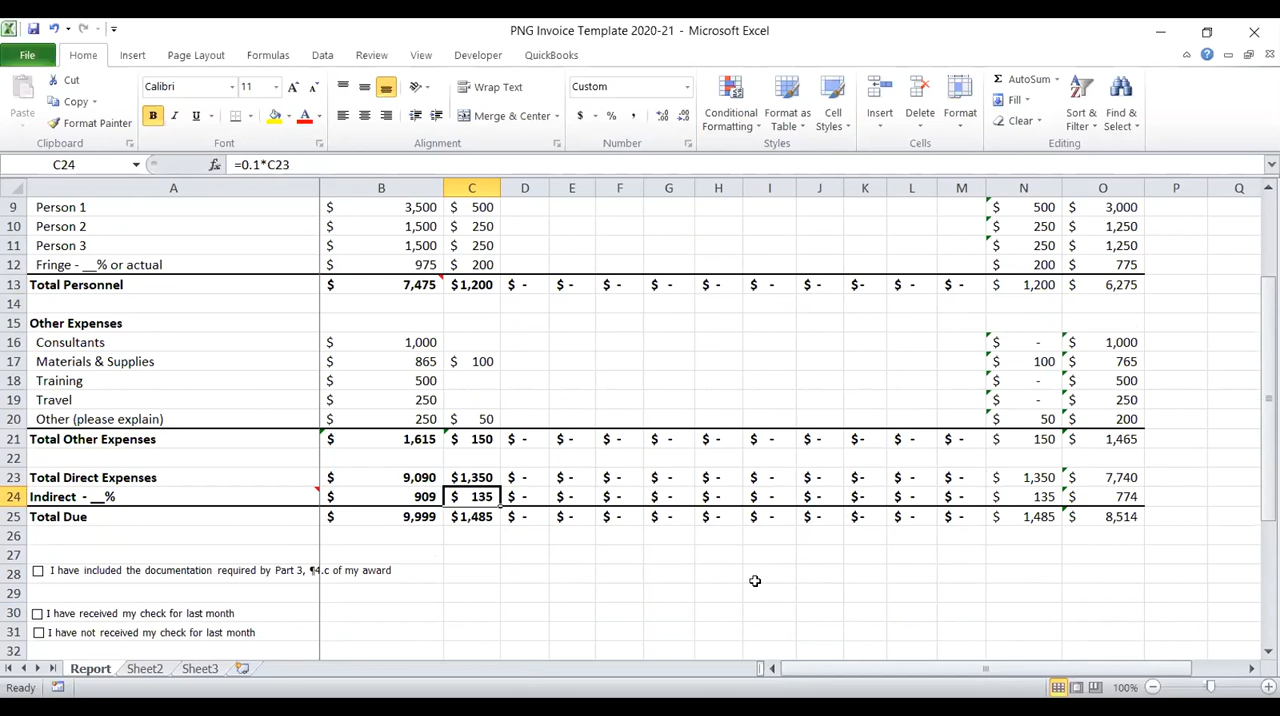 PNG Invoice Template 2020-21 - Microsoft Excel
File Home Insert Page Layout Formulas Data Review View Developer QuickBooks
Paste Cut Copy Format Painter Clipboard
Calibri 11 B I U A Font
Wrap Text Merge & Center Alignment
Custom $ % , Number
Conditional Formatting Format as Table Cell Styles Styles
Insert Delete Format Cells
Σ AutoSum Fill Clear Sort & Filter Find & Select Editing
C24 fx =0.1*C23
A B C D E F G H I J K L M N O P Q
9 Person 1 $ 3,500 $ 500 $ 500 $ 3,000
10 Person 2 $ 1,500 $ 250 $ 250 $ 1,250
11 Person 3 $ 1,500 $ 250 $ 250 $ 1,250
12 Fringe - __% or actual $ 975 $ 200 $ 200 $ 775
13 Total Personnel $ 7,475 $1,200 $ - $ - $ - $ - $ - $ - $ - $- $ - $ - $ 1,200 $ 6,275
14
15 Other Expenses
16 Consultants $ 1,000 $ - $ 1,000
17 Materials & Supplies $ 865 $ 100 $ 100 $ 765
18 Training $ 500 $ - $ 500
19 Travel $ 250 $ - $ 250
20 Other (please explain) $ 250 $ 50 $ 50 $ 200
21 Total Other Expenses $ 1,615 $ 150 $ - $ - $ - $ - $ - $ - $ - $- $ - $ - $ 150 $ 1,465
22
23 Total Direct Expenses $ 9,090 $1,350 $ - $ - $ - $ - $ - $ - $ - $- $ - $ - $ 1,350 $ 7,740
24 Indirect - __% $ 909 $ 135 $ - $ - $ - $ - $ - $ - $ - $- $ - $ - $ 135 $ 774
25 Total Due $ 9,999 $1,485 $ - $ - $ - $ - $ - $ - $ - $- $ - $ - $ 1,485 $ 8,514
26
27
28 I have included the documentation required by Part 3, ¶4.c of my award
29
30 I have received my check for last month
31 I have not received my check for last month
32
Report Sheet2 Sheet3
Ready 100%